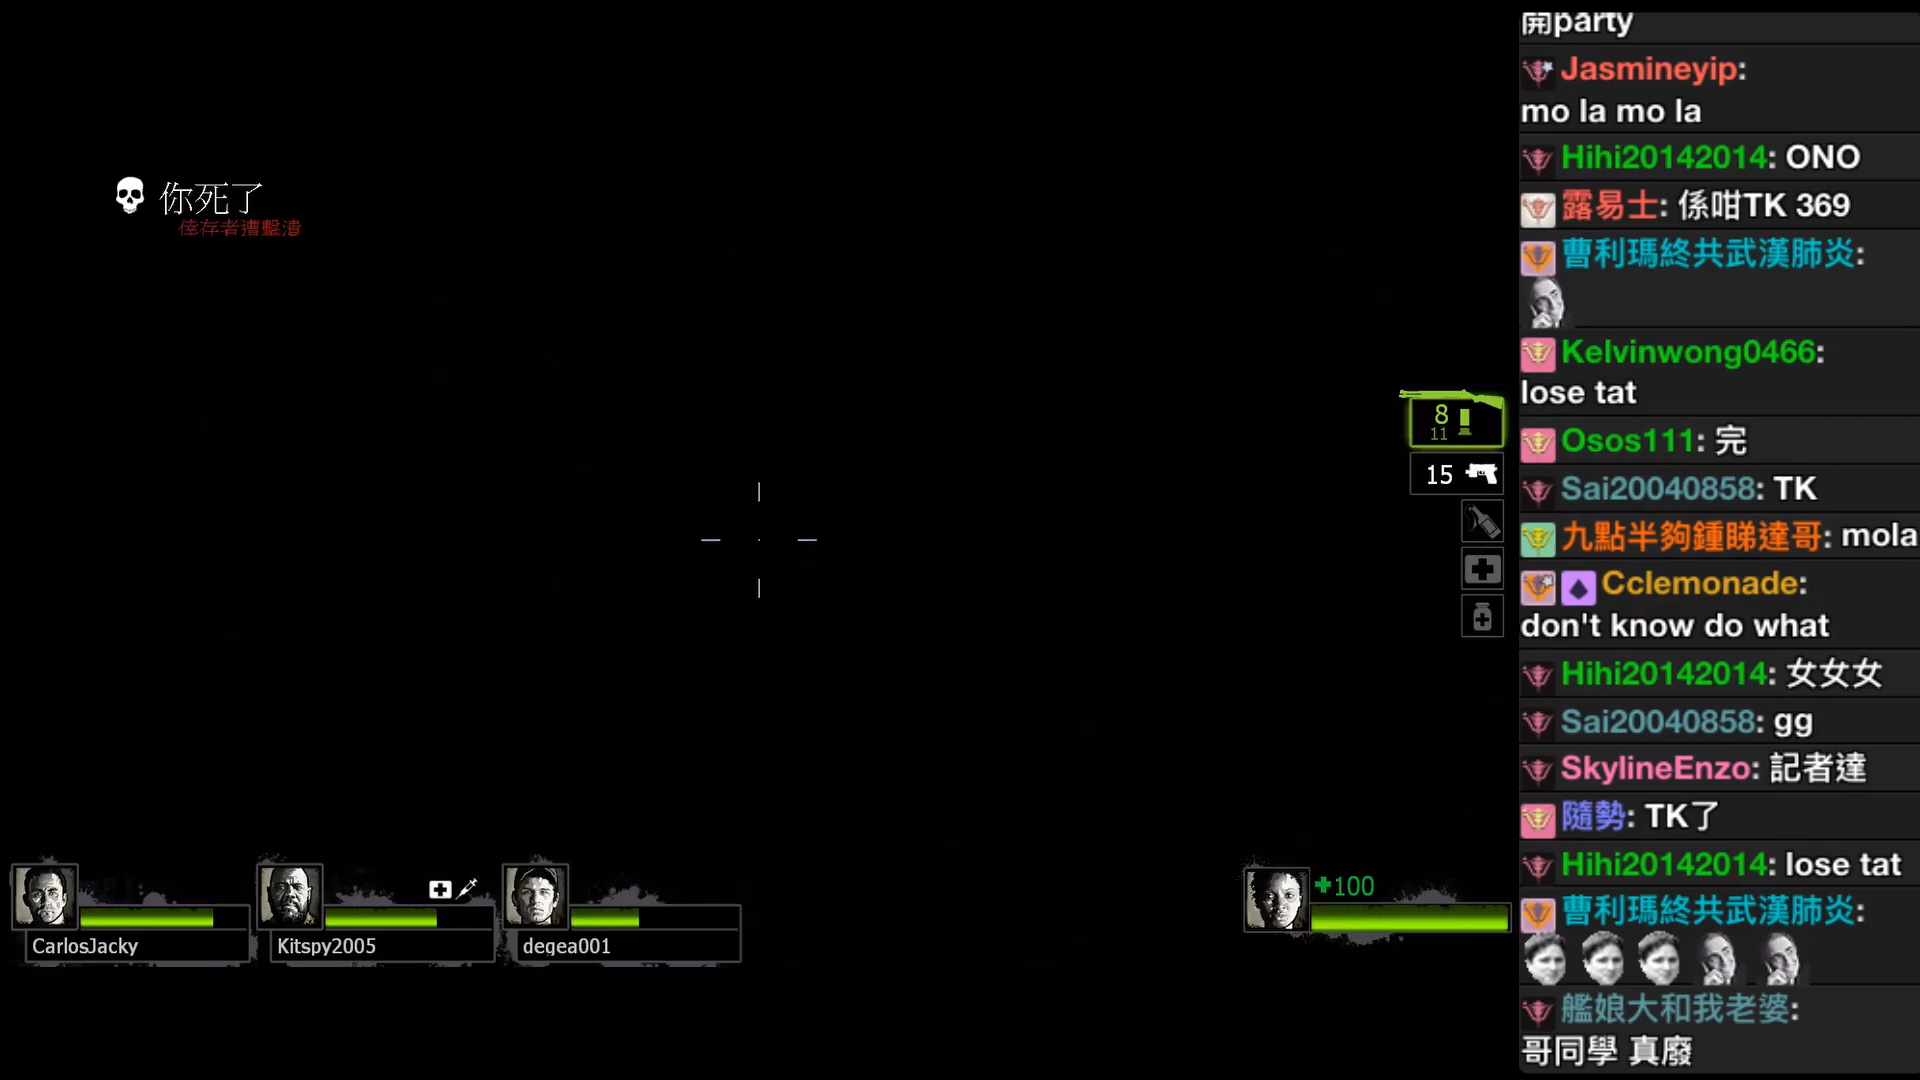 你死了
倖存者遭擊潰
8
11
15
CarlosJacky
Kitspy2005
degea001
+100
開party
Jasmineyip:
mo la mo la
Hihi20142014: ONO
露易士: 係咁TK 369
曹利瑪終共武漢肺炎:
Kelvinwong0466:
lose tat
Osos111: 完
Sai20040858: TK
九點半夠鍾睇達哥: mola
Cclemonade:
don't know do what
Hihi20142014: 女女女
Sai20040858: gg
SkylineEnzo: 記者達
隨勢: TK了
Hihi20142014: lose tat
曹利瑪終共武漢肺炎:
艦娘大和我老婆:
哥同學 真廢